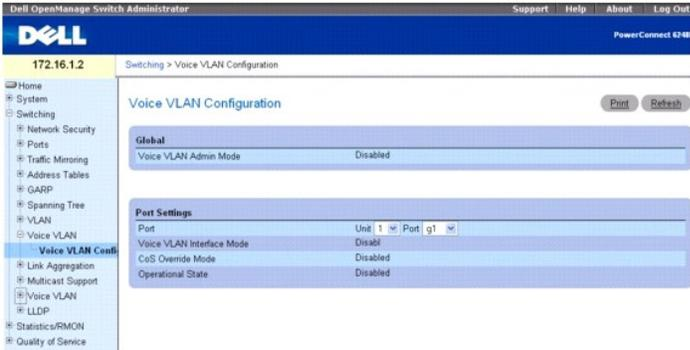 Dell OpenManage Switch Administrator
Support Help About Log Out
DELL
PowerConnect 6248
172.16.1.2
Switching > Voice VLAN Configuration
Home
System
Switching
Network Security
Ports
Traffic Mirroring
Address Tables
GARP
Spanning Tree
VLAN
Voice VLAN
Voice VLAN Confi
Link Aggregation
Multicast Support
Voice VLAN
LLDP
Statistics/RMON
Quality of Service
Voice VLAN Configuration
Print Refresh
Global
Voice VLAN Admin Mode Disabled
Port Settings
Port Unit 1 Port g1
Voice VLAN Interface Mode Disabl
CoS Override Mode Disabled
Operational State Disabled